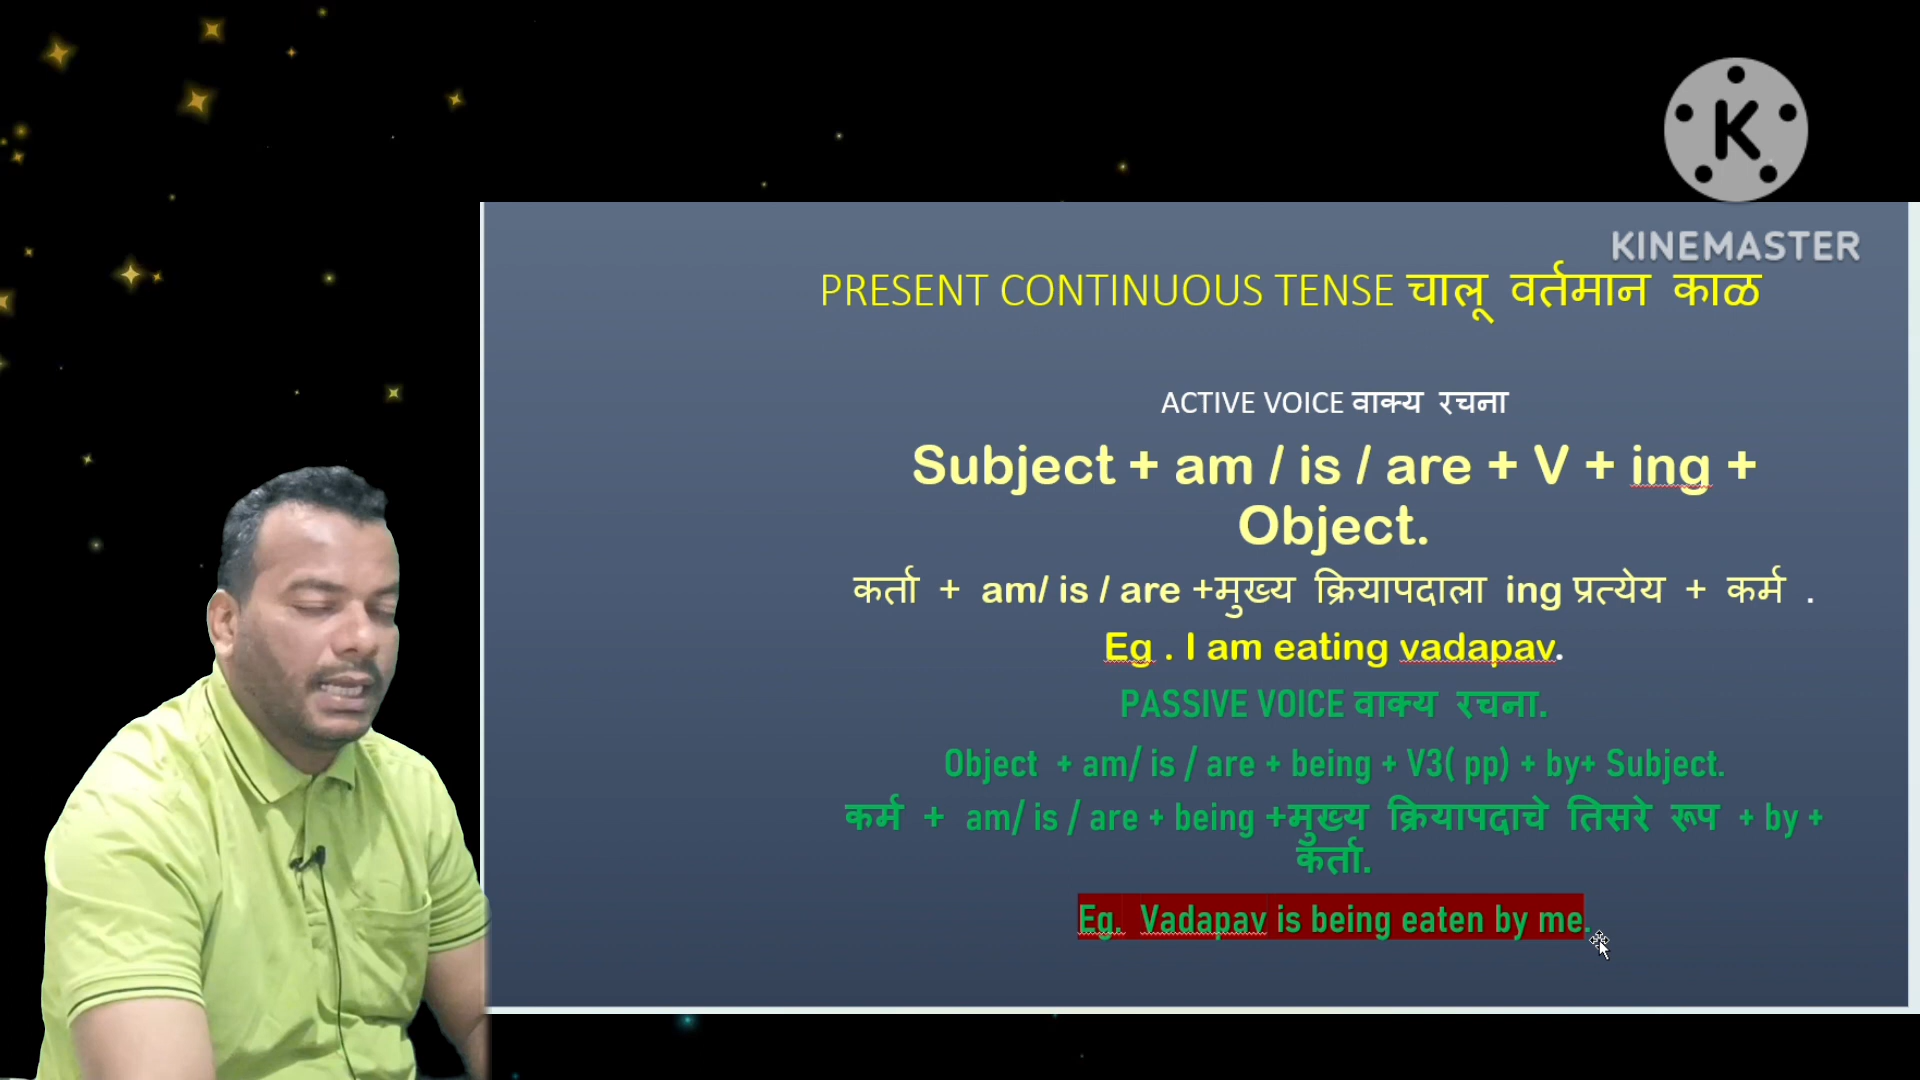 K
KINEMASTER
PRESENT CONTINUOUS TENSE चालू वर्तमान काळ
ACTIVE VOICE वाक्य रचना
Subject + am / is / are + V + ing +
Object.
कर्ता + am/ is / are +मुख्य क्रियापदाला ing प्रत्येय + कर्म .
Eg . I am eating vadapav.
PASSIVE VOICE वाक्य रचना.
Object + am/ is / are + being + V3( pp) + by+ Subject.
कर्म + am/ is / are + being +मुख्य क्रियापदाचे तिसरे रूप + by +
कर्ता.
Eg. Vadapav is being eaten by me.